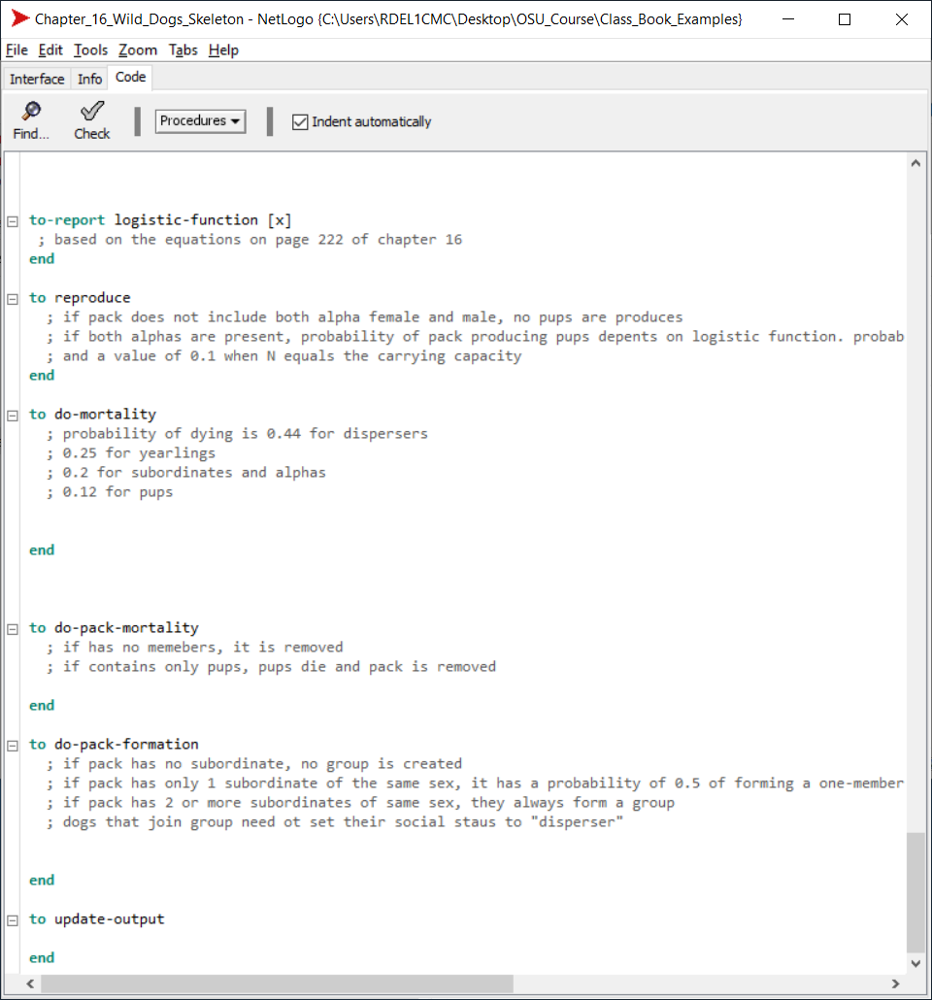 Chapter_16_Wild_Dogs_Skeleton - NetLogo {C:\Users\RDEL1CMC\Desktop\OSU_Course\Class_Book_Examples}
File Edit Tools Zoom Tabs Help
Interface Info Code
Find... Check Procedures Indent automatically
to-report logistic-function [x]
; based on the equations on page 222 of chapter 16
end
to reproduce
; if pack does not include both alpha female and male, no pups are produces
; if both alphas are present, probability of pack producing pups depents on logistic function. probab
; and a value of 0.1 when N equals the carrying capacity
end
to do-mortality
; probability of dying is 0.44 for dispersers
; 0.25 for yearlings
; 0.2 for subordinates and alphas
; 0.12 for pups
end
to do-pack-mortality
; if has no memebers, it is removed
; if contains only pups, pups die and pack is removed
end
to do-pack-formation
; if pack has no subordinate, no group is created
; if pack has only 1 subordinate of the same sex, it has a probability of 0.5 of forming a one-member
; if pack has 2 or more subordinates of same sex, they always form a group
; dogs that join group need ot set their social staus to "disperser"
end
to update-output
end